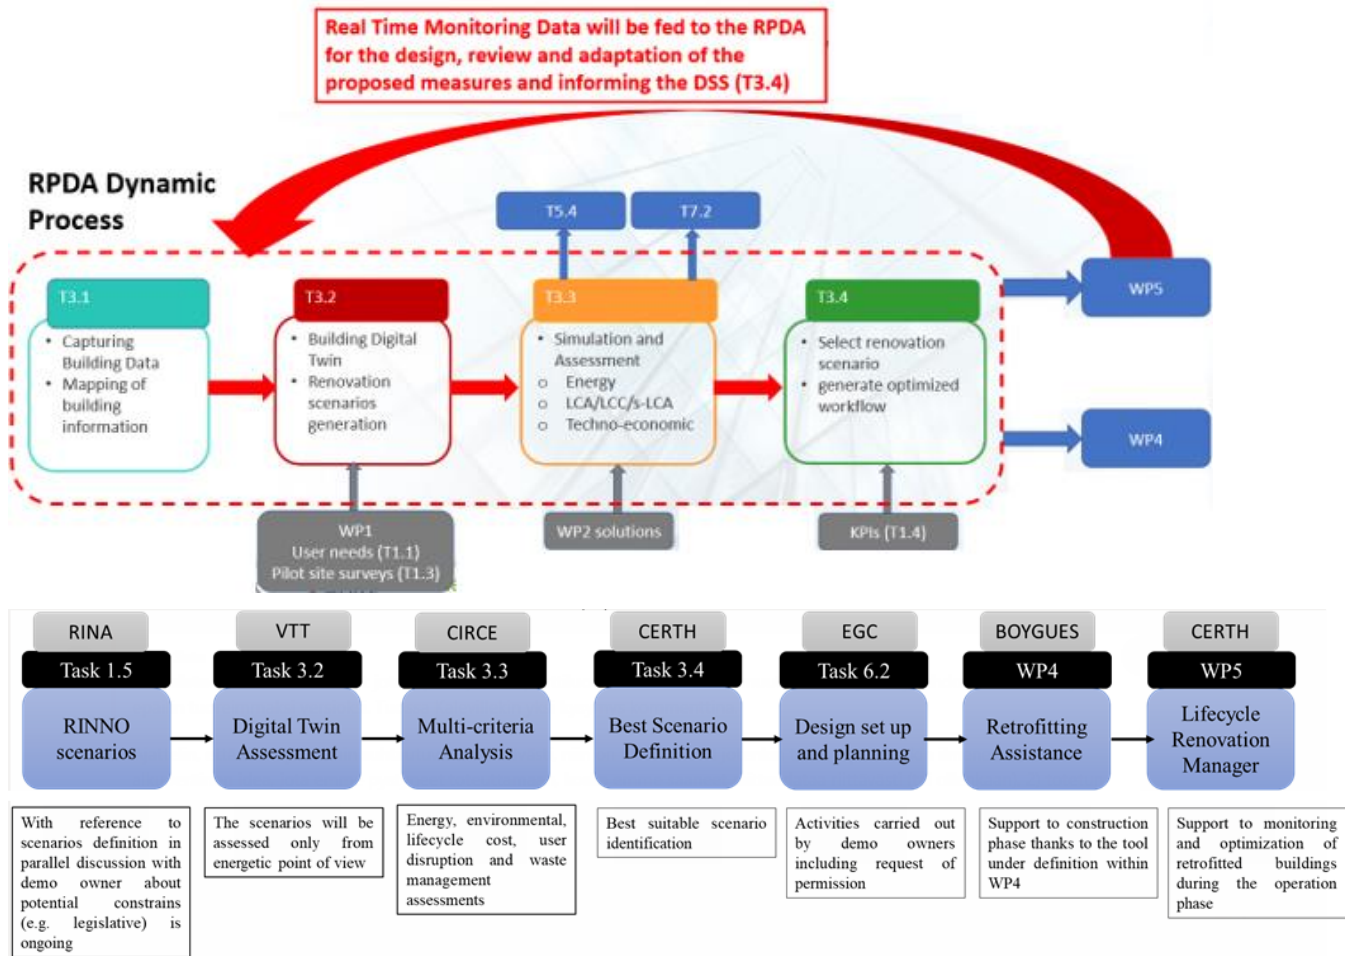 Real Time Monitoring Data will be fed to the RPDA
for the design, review and adaptation of the
proposed measures and informing the DSS (T3.4)
RPDA Dynamic
Process
T5.4
T7.2
T3.1
Capturing
Building Data
Mapping of
building
information
T3.2
Building Digital
Twin
Renovation
scenarios
generation
T3.3
Simulation and
Assessment
Energy
LCA/LCC/s-LCA
Techno-economic
T3.4
Select renovation
scenario
generate optimized
workflow
WP5
WP4
WP1
User needs (T1.1)
Pilot site surveys (T1.3)
WP2 solutions
KPIs (T1.4)
RINA
Task 1.5
RINNO
scenarios
With reference to
scenarios definition in
parallel discussion with
demo owner about
potential constrains
(e.g. legislative) is
ongoing
VTT
Task 3.2
Digital Twin
Assessment
The scenarios will be
assessed only from
energetic point of view
CIRCE
Task 3.3
Multi-criteria
Analysis
Energy, environmental,
lifecycle cost, user
disruption and waste
management
assessments
CERTH
Task 3.4
Best Scenario
Definition
Best suitable scenario
identification
EGC
Task 6.2
Design set up
and planning
Activities carried out
by demo owners
including request of
permission
BOYGUES
WP4
Retrofitting
Assistance
Support to construction
phase thanks to the tool
under definition within
WP4
CERTH
WP5
Lifecycle
Renovation
Manager
Support to monitoring
and optimization of
retrofitted buildings
during the operation
phase